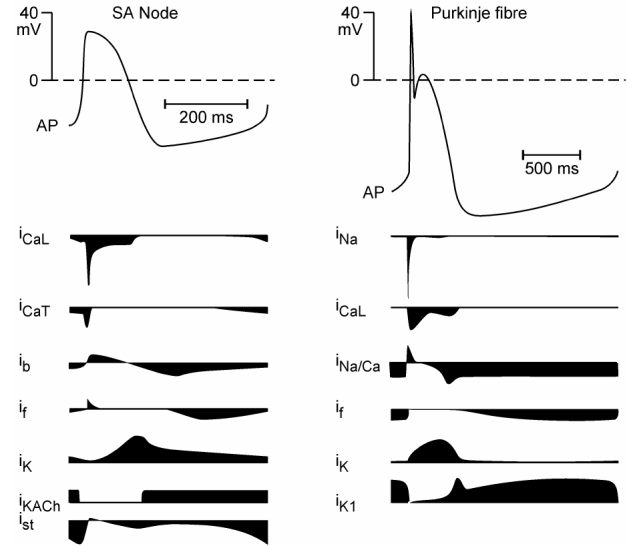 SA Node
40
mV
0
200 ms
AP
iCaL
iCaT
ib
if
iK
iKACh
ist
Purkinje fibre
40
mV
0
500 ms
AP
iNa
iCaL
iNa/Ca
if
iK
iK1